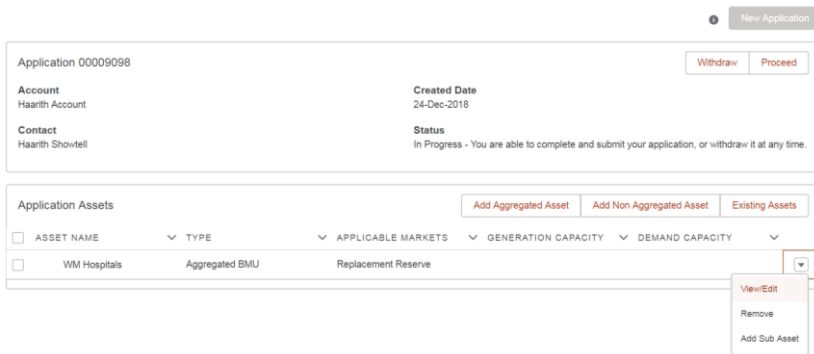 New Application
Application 00009098
Withdraw Proceed
Account Created Date
Haarith Account 24-Dec-2018
Contact Status
Haarith Showtell In Progress - You are able to complete and submit your application, or withdraw it at any time.
Application Assets Add Aggregated Asset Add Non Aggregated Asset Existing Assets
ASSET NAME TYPE APPLICABLE MARKETS GENERATION CAPACITY DEMAND CAPACITY
WM Hospitals Aggregated BMU Replacement Reserve
View/Edit
Remove
Add Sub Asset